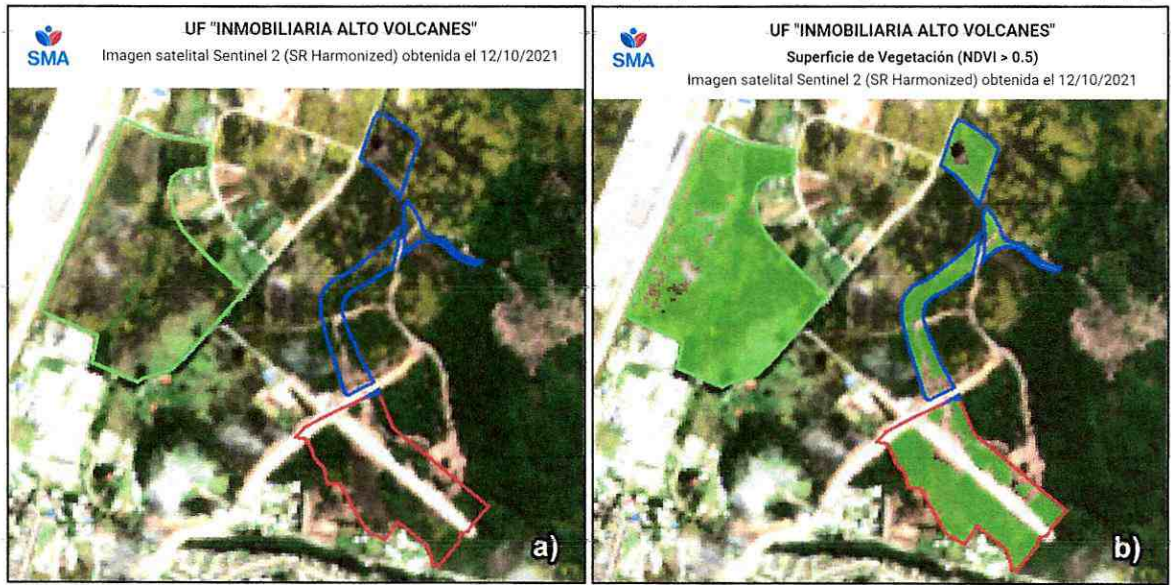 UF "INMOBILIARIA ALTO VOLCANES"
SMA
Imagen satelital Sentinel 2 (SR Harmonized) obtenida el 12/10/2021
a)
UF "INMOBILIARIA ALTO VOLCANES"
SMA
Superficie de Vegetación (NDVI > 0.5)
Imagen satelital Sentinel 2 (SR Harmonized) obtenida el 12/10/2021
b)